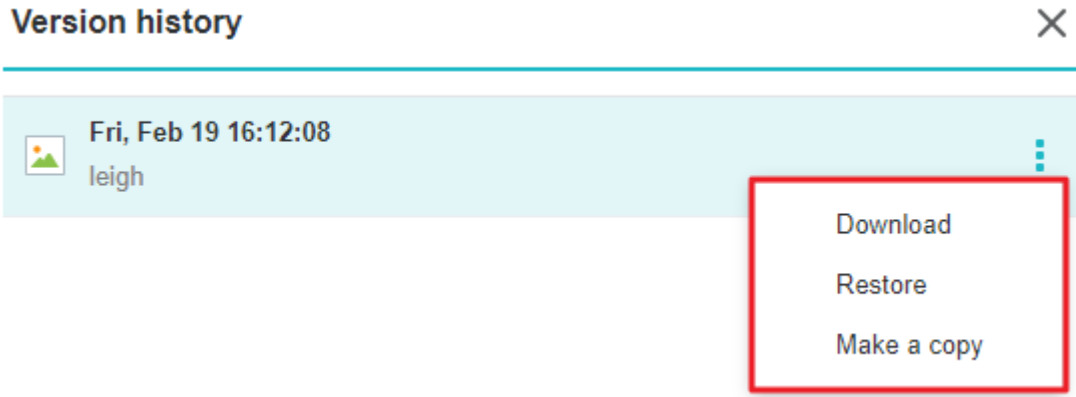 Version history
Fri, Feb 19 16:12:08
leigh
Download
Restore
Make a copy